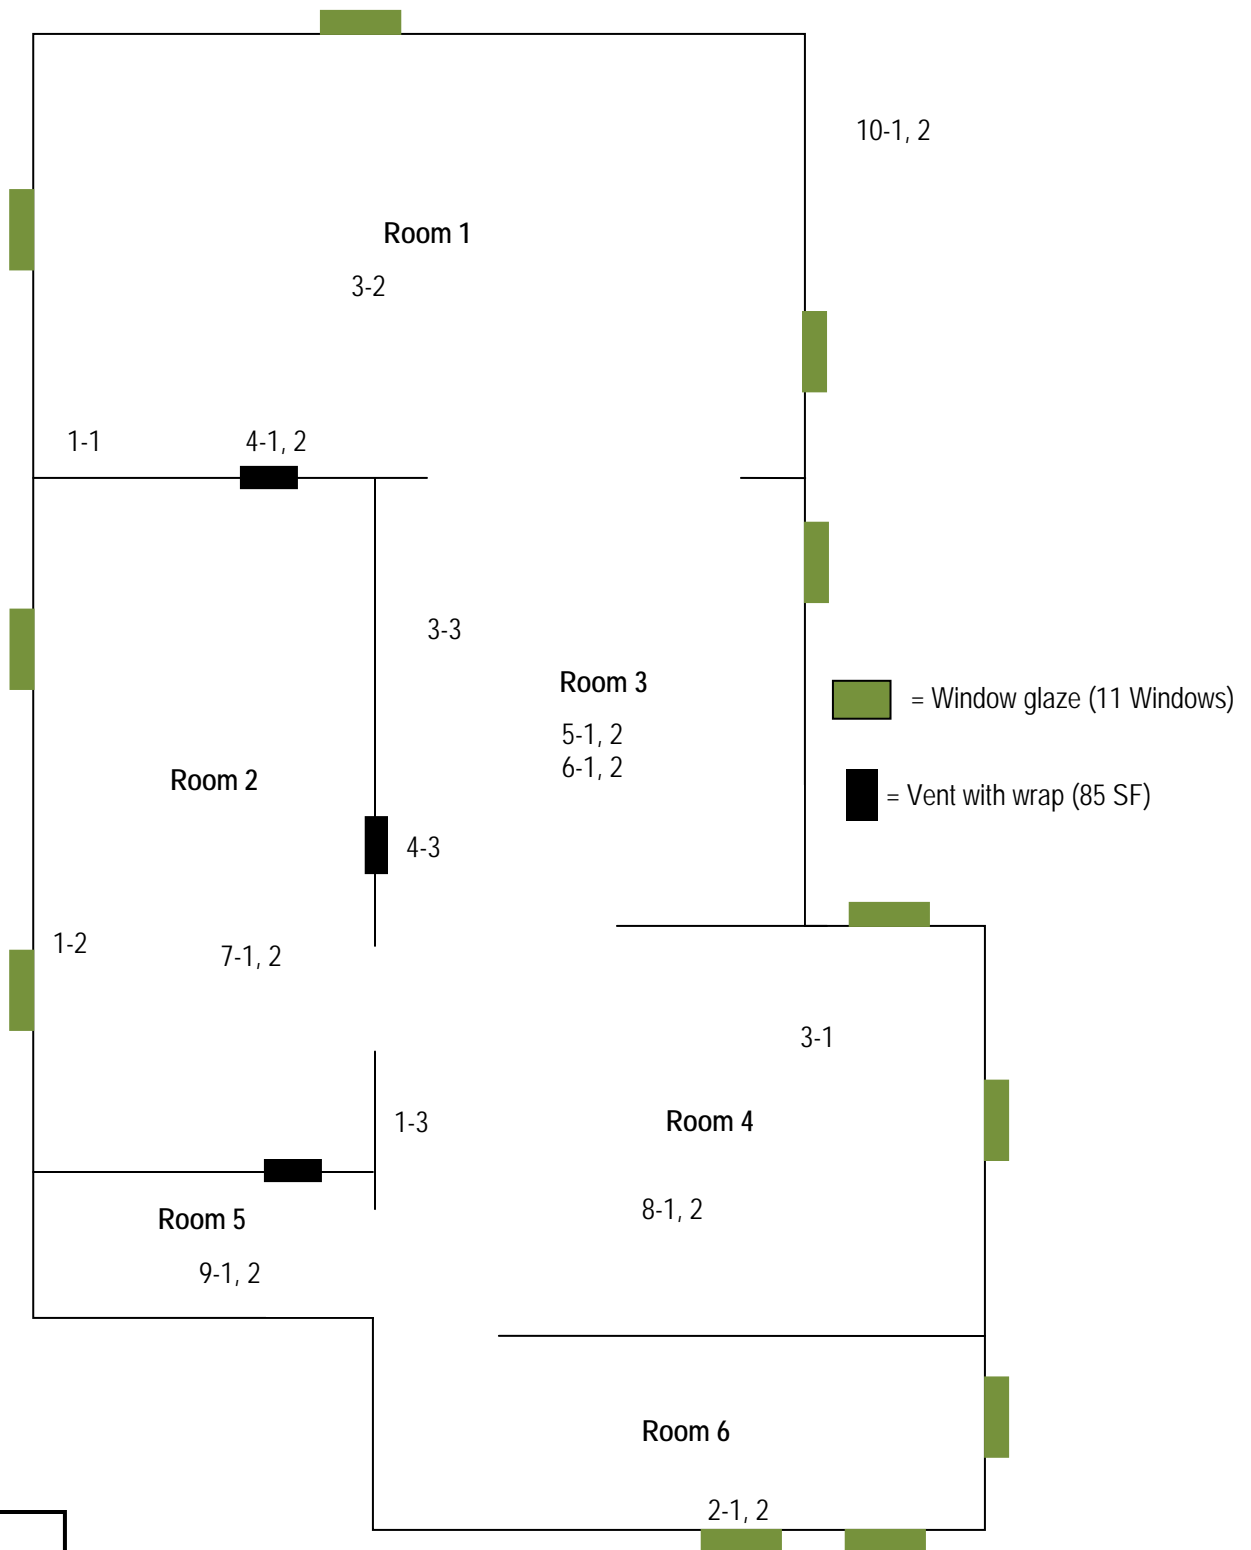 10-1, 2
Room 1
3-2
1-1
4-1, 2
3-3
Room 3
= Window glaze (11 Windows)
5-1, 2
6-1, 2
Room 2
= Vent with wrap (85 SF)
4-3
1-2
7-1, 2
3-1
1-3
Room 4
8-1, 2
Room 5
9-1, 2
Room 6
2-1, 2